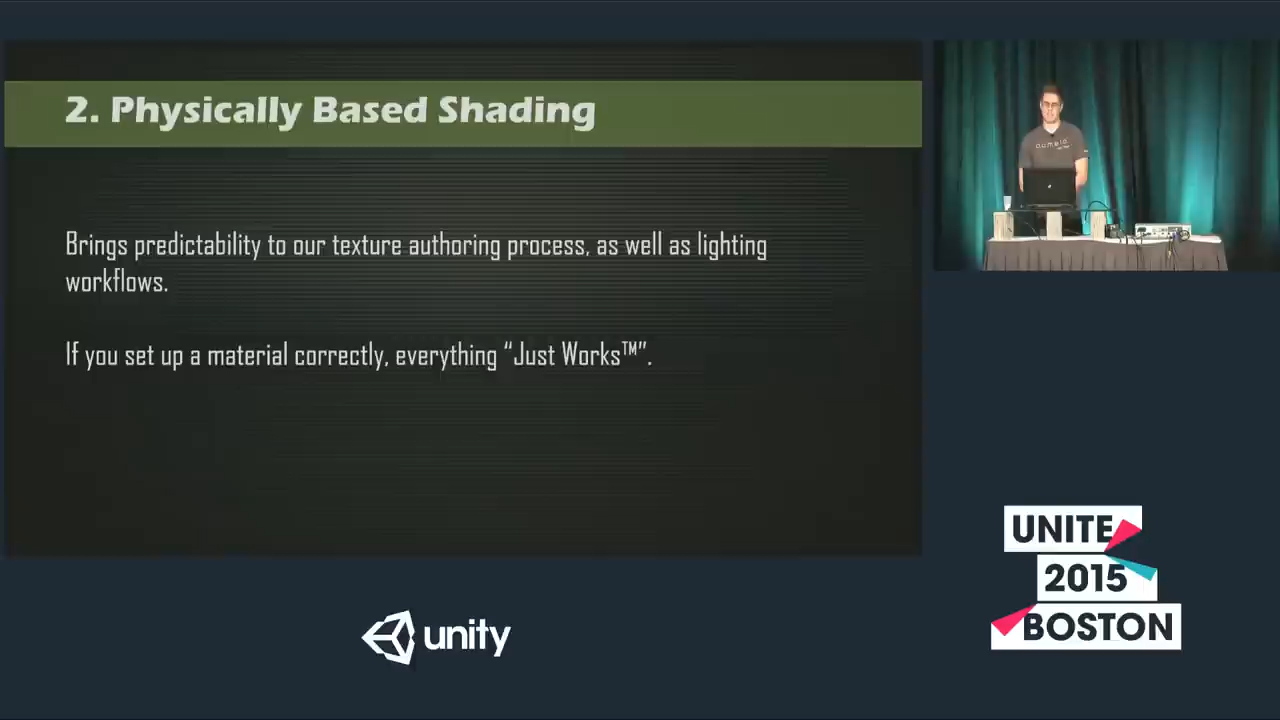 2. Physically Based Shading
Brings predictability to our texture authoring process, as well as lighting
workflows.
If you set up a material correctly, everything “Just Works™”.
UNITE
2015
BOSTON
unity